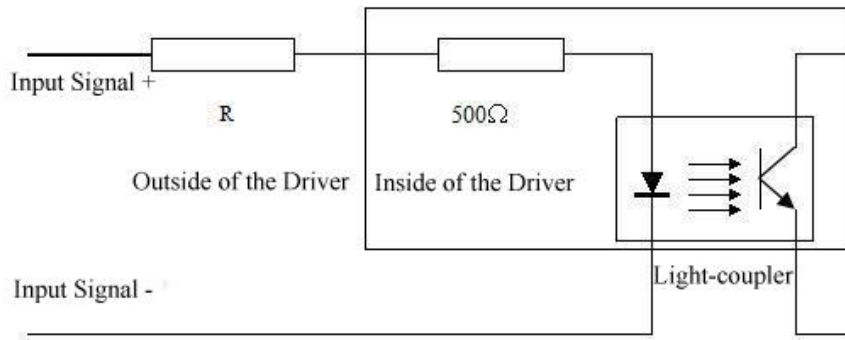 Input Signal +
R
500Ω
Outside of the Driver
Inside of the Driver
Light-coupler
Input Signal -